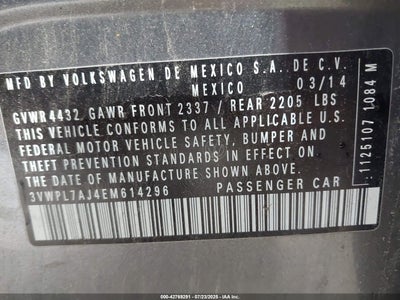 MFD BY VOLKSWAGEN DE MEXICO S.A. DE C.V.
MEXICO 03/14
GVWR 4432 GAWR FRONT 2337 / REAR 2205 LBS
THIS VEHICLE CONFORMS TO ALL APPLICABLE U.S.
FEDERAL MOTOR VEHICLE SAFETY, BUMPER AND
THEFT PREVENTION STANDARDS IN EFFECT ON
THE DATE OF MANUFACTURE SHOWN ABOVE.
3VWPL7AJ4EM614296 PASSENGER CAR
1125107 1084 M
000-42769291 - 07/23/2025 - IAA Inc.